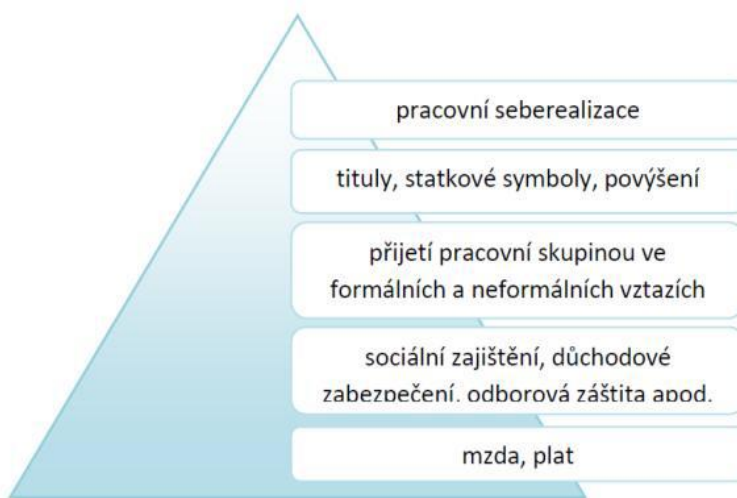 pracovní seberealizace
tituly, statkové symboly, povýšení
přijetí pracovní skupinou ve
formálních a neformálních vztazích
sociální zajištění, důchodové
zabezpečení, odborová záštita apod.
mzda, plat